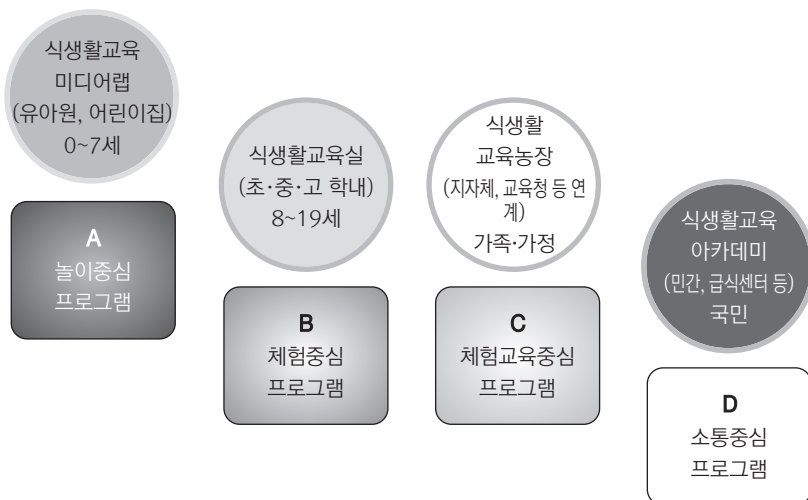 식생활교육
미디어랩
(유아원, 어린이집)
0~7세
A
놀이중심
프로그램
식생활교육실
(초·중·고 학내)
8~19세
B
체험중심
프로그램
식생활
교육농장
(지자체, 교육청 등 연
계)
가족·가정
C
체험교육중심
프로그램
식생활교육
아카데미
(민간, 급식센터 등)
국민
D
소통중심
프로그램